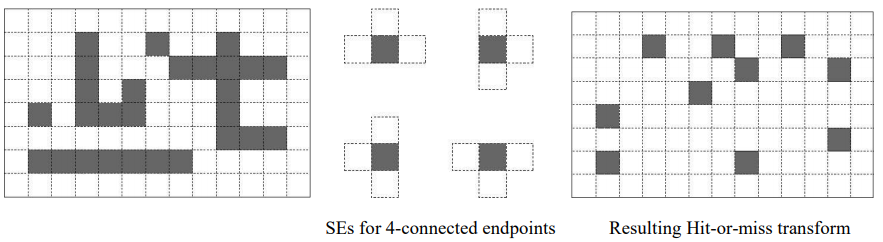 SEs for 4-connected endpoints
Resulting Hit-or-miss transform